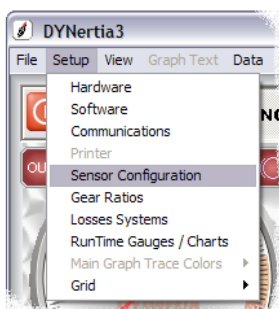 DYNertia3
File Setup View Graph Text Data
Hardware
Software
Communications
Printer
Sensor Configuration
Gear Ratios
Losses Systems
RunTime Gauges / Charts
Main Graph Trace Colors
Grid